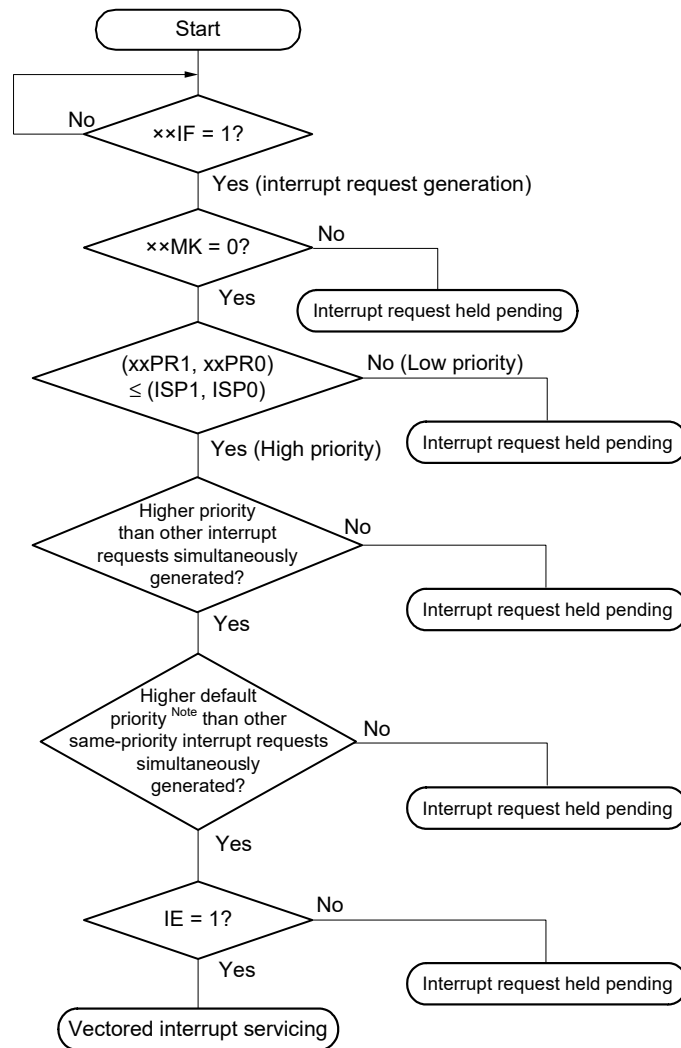 Start
No
××IF = 1?
Yes (interrupt request generation)
××MK = 0?
No
Interrupt request held pending
Yes
(xxPR1, xxPR0)
≤ (ISP1, ISP0)
No (Low priority)
Interrupt request held pending
Yes (High priority)
Higher priority
than other interrupt
requests simultaneously
generated?
No
Interrupt request held pending
Yes
Higher default
priority Note than other
same-priority interrupt requests
simultaneously
generated?
No
Interrupt request held pending
Yes
IE = 1?
No
Interrupt request held pending
Yes
Vectored interrupt servicing